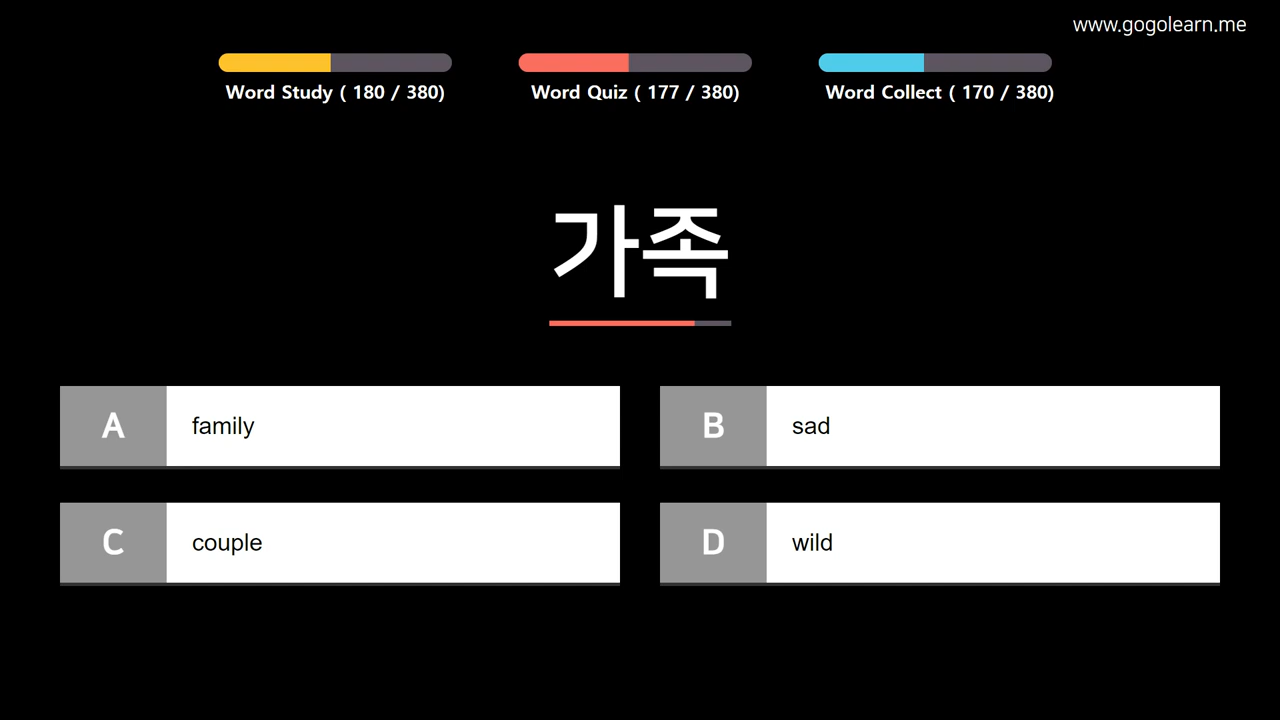 www.gogolearn.me
Word Study ( 180 / 380)
Word Quiz ( 177 / 380)
Word Collect ( 170 / 380)
가족
A family
B sad
C couple
D wild